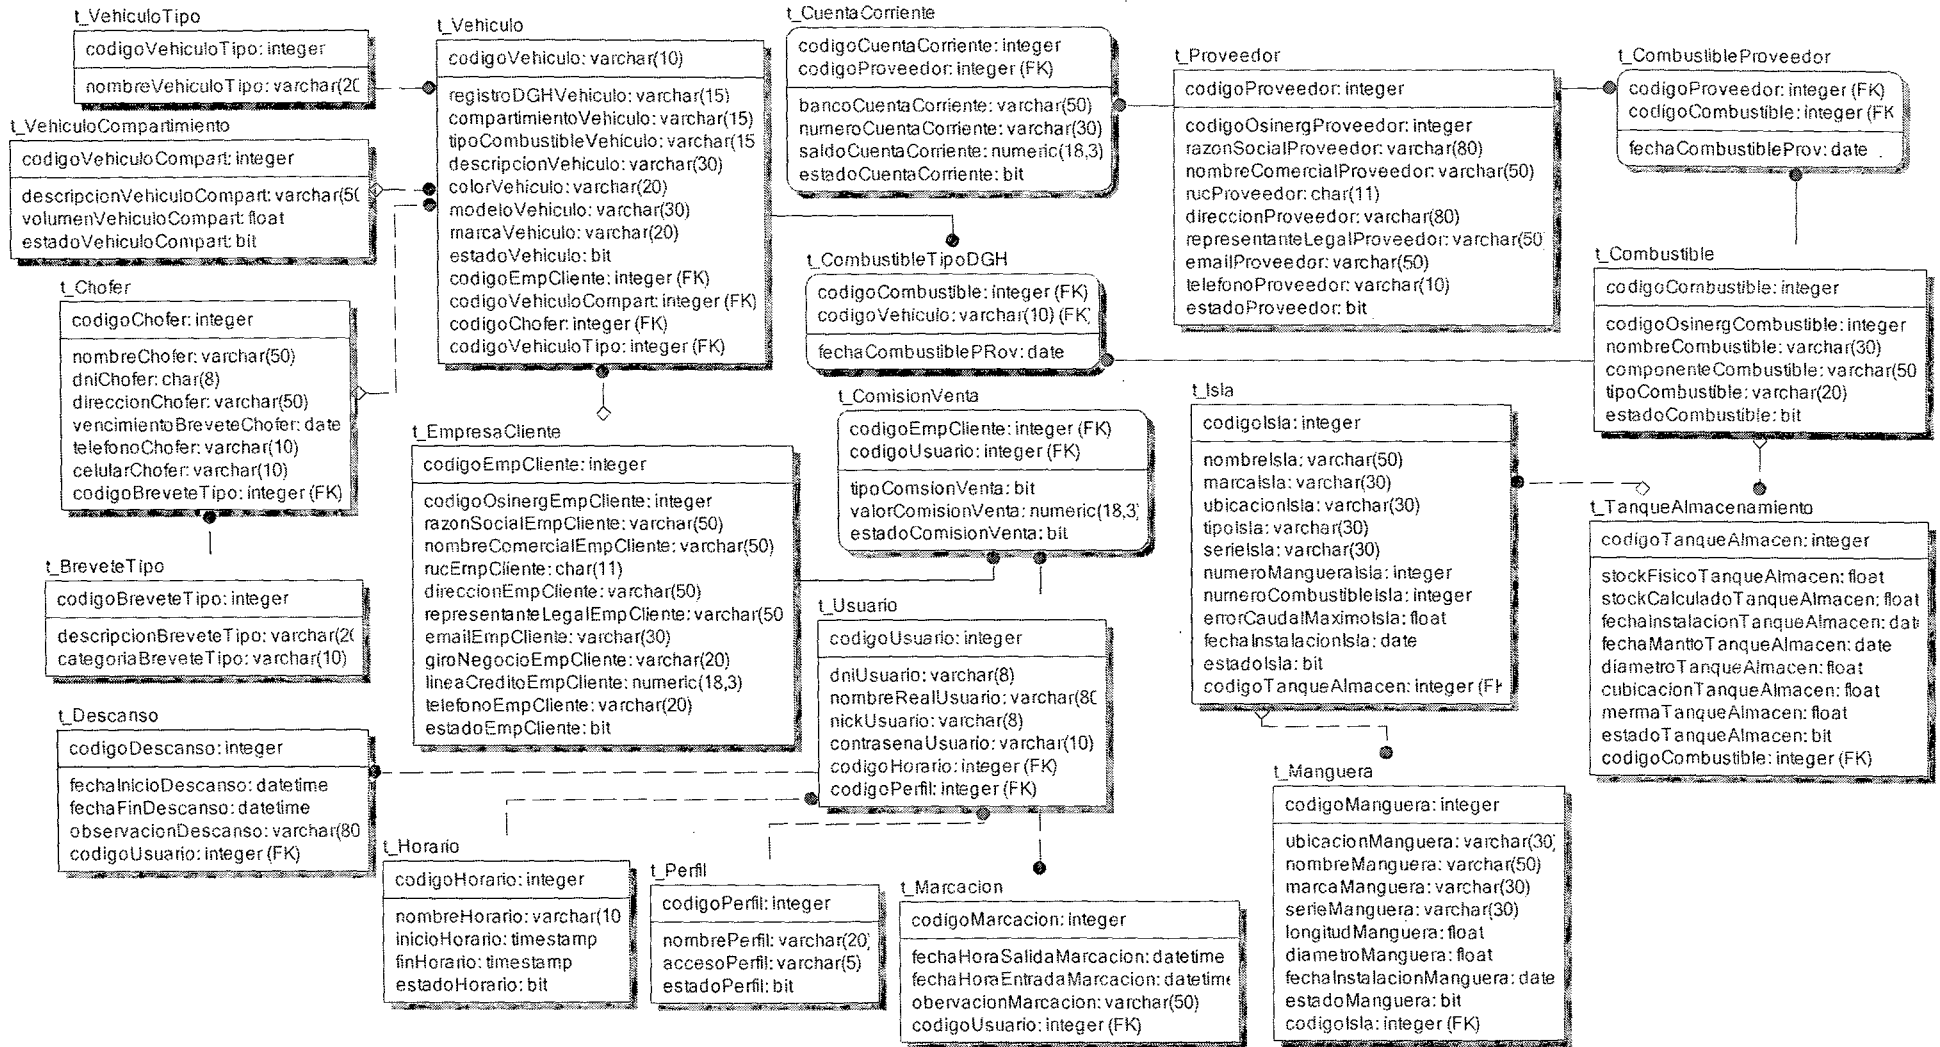 t_VehiculoTipo
codigoVehiculoTipo: integer
nombreVehiculoTipo: varchar(20
t_VehiculoCompartimiento
codigoVehiculoCompart: integer
descripcionVehiculoCompart: varchar(50
volumenVehiculoCompart: float
estadoVehiculoCompart: bit
t_Chofer
codigoChofer: integer
nombreChofer: varchar(50)
dniChofer: char(8)
direccionChofer: varchar(50)
vencimientoBreveteChofer: date
telefonoChofer: varchar(10)
celularChofer: varchar(10)
codigoBreveteTipo: integer (FK)
t_BreveteTipo
codigoBreveteTipo: integer
descripcionBreveteTipo: varchar(20
categoriaBreveteTipo: varchar(10)
t_Descanso
codigoDescanso: integer
fechaInicioDescanso: datetime
fechaFinDescanso: datetime
observacionDescanso: varchar(80
codigoUsuario: integer (FK)
t_Vehiculo
codigoVehiculo: varchar(10)
registroDGHVehiculo: varchar(15)
compartimientoVehiculo: varchar(15)
tipoCombustibleVehiculo: varchar(15
descripcionVehiculo: varchar(30)
colorVehiculo: varchar(20)
modeloVehiculo: varchar(30)
marcaVehiculo: varchar(20)
estadoVehiculo: bit
codigoEmpCliente: integer (FK)
codigoVehiculoCompart: integer (FK)
codigoChofer: integer (FK)
codigoVehiculoTipo: integer (FK)
t_EmpresaCliente
codigoEmpCliente: integer
codigoOsinergEmpCliente: integer
razonSocialEmpCliente: varchar(50)
nombreComercialEmpCliente: varchar(50)
rucEmpCliente: char(11)
direccionEmpCliente: varchar(50)
representanteLegalEmpCliente: varchar(50
emailEmpCliente: varchar(30)
giroNegocioEmpCliente: varchar(20)
lineaCreditoEmpCliente: numeric(18,3)
telefonoEmpCliente: varchar(20)
estadoEmpCliente: bit
t_Horario
codigoHorario: integer
nombreHorario: varchar(10
inicioHorario: timestamp
finHorario: timestamp
estadoHorario: bit
t_Perfil
codigoPerfil: integer
nombrePerfil: varchar(20)
accesoPerfil: varchar(5)
estadoPerfil: bit
t_CuentaCorriente
codigoCuentaCorriente: integer
codigoProveedor: integer (FK)
bancoCuentaCorriente: varchar(50)
numeroCuentaCorriente: varchar(30)
saldoCuentaCorriente: numeric(18,3)
estadoCuentaCorriente: bit
t_CombustibleTipoDGH
codigoCombustible: integer (FK)
codigoVehiculo: varchar(10) (FK)
fechaCombustiblePRov: date
t_ComisionVenta
codigoEmpCliente: integer (FK)
codigoUsuario: integer (FK)
tipoComsionVenta: bit
valorComisionVenta: numeric(18,3)
estadoComisionVenta: bit
t_Usuario
codigoUsuario: integer
dniUsuario: varchar(8)
nombreRealUsuario: varchar(80
nickUsuario: varchar(8)
contrasenaUsuario: varchar(10)
codigoHorario: integer (FK)
codigoPerfil: integer (FK)
t_Marcacion
codigoMarcacion: integer
fechaHoraSalidaMarcacion: datetime
fechaHoraEntradaMarcacion: datetime
obervacionMarcacion: varchar(50)
codigoUsuario: integer (FK)
t_Proveedor
codigoProveedor: integer
codigoOsinergProveedor: integer
razonSocialProveedor: varchar(80)
nombreComercialProveedor: varchar(50)
rucProveedor: char(11)
direccionProveedor: varchar(80)
representanteLegalProveedor: varchar(50)
emailProveedor: varchar(50)
telefonoProveedor: varchar(10)
estadoProveedor: bit
t_Isla
codigoIsla: integer
nombreIsla: varchar(50)
marcaIsla: varchar(30)
ubicacionIsla: varchar(30)
tipoIsla: varchar(30)
serieIsla: varchar(30)
numeroMangueraIsla: integer
numeroCombustibleIsla: integer
errorCaudalMaximoIsla: float
fechaInstalacionIsla: date
estadoIsla: bit
codigoTanqueAlmacen: integer (FK
t_Manguera
codigoManguera: integer
ubicacionManguera: varchar(30)
nombreManguera: varchar(50)
marcaManguera: varchar(30)
serieManguera: varchar(30)
longitudManguera: float
diametroManguera: float
fechaInstalacionManguera: date
estadoManguera: bit
codigoIsla: integer (FK)
t_CombustibleProveedor
codigoProveedor: integer (FK)
codigoCombustible: integer (FK
fechaCombustibleProv: date
t_Combustible
codigoCombustible: integer
codigoOsinergCombustible: integer
nombreCombustible: varchar(30)
componenteCombustible: varchar(50
tipoCombustible: varchar(20)
estadoCombustible: bit
t_TanqueAlmacenamiento
codigoTanqueAlmacen: integer
stockFisicoTanqueAlmacen: float
stockCalculadoTanqueAlmacen: float
fechaInstalacionTanqueAlmacen: date
fechaMantloTanqueAlmacen: date
diametroTanqueAlmacen: float
cubicacionTanqueAlmacen: float
mermaTanqueAlmacen: float
estadoTanqueAlmacen: bit
codigoCombustible: integer (FK)